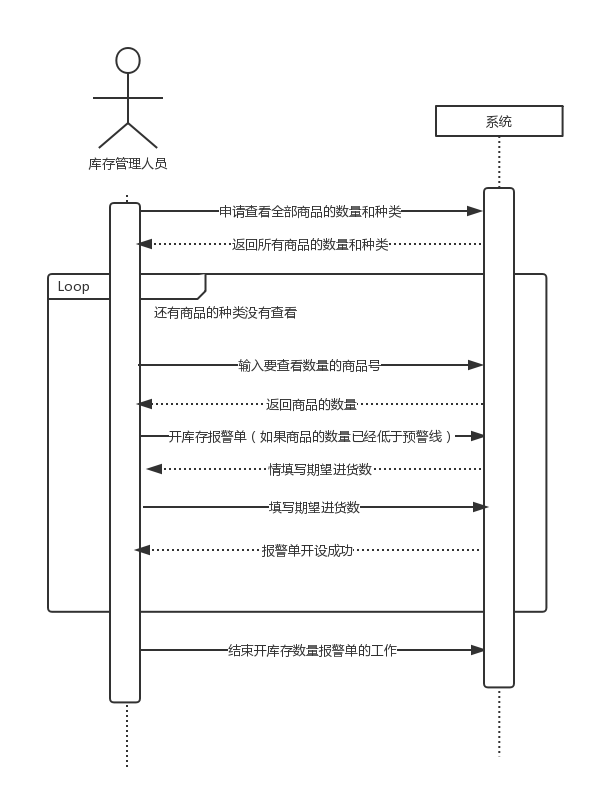 系统
库存管理人员
申请查看全部商品的数量和种类
返回所有商品的数量和种类
Loop
还有商品的种类没有查看
输入要查看数量的商品号
返回商品的数量
开库存报警单（如果商品的数量已经低于预警线）
情填写期望进货数
填写期望进货数
报警单开设成功
结束开库存数量报警单的工作